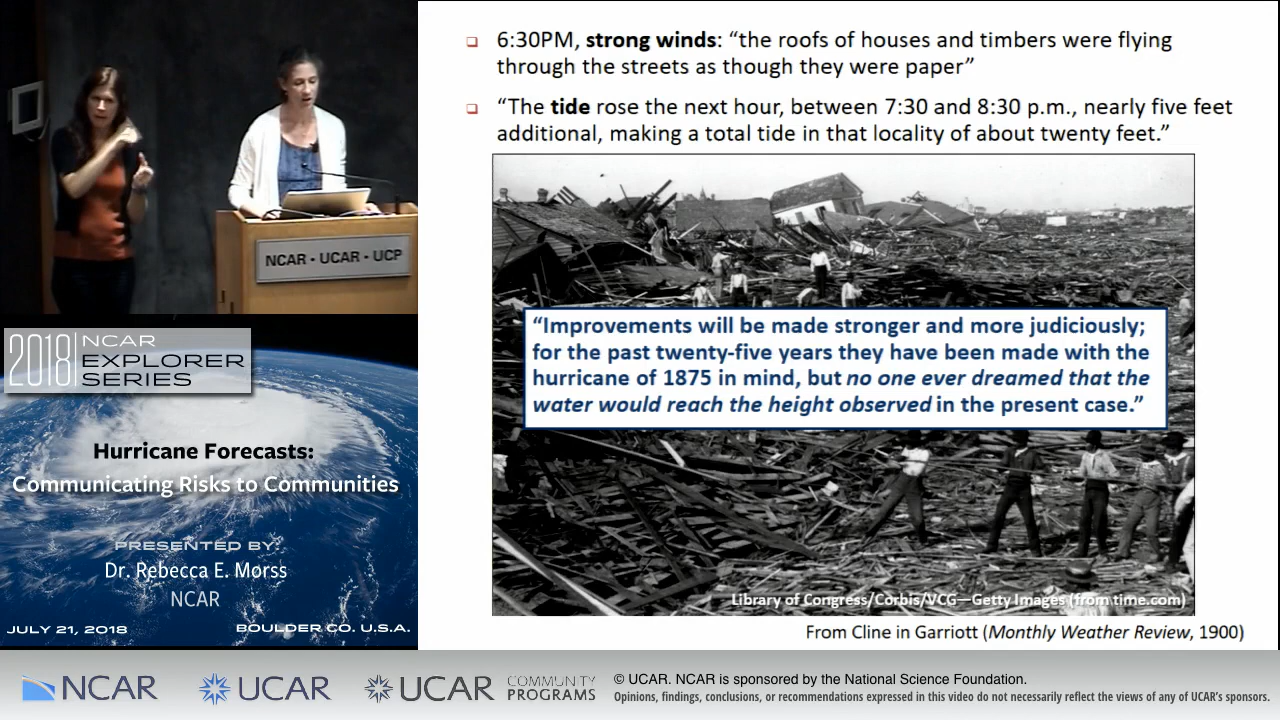 ❑ 6:30PM, strong winds: “the roofs of houses and timbers were flying
through the streets as though they were paper”
❑ “The tide rose the next hour, between 7:30 and 8:30 p.m., nearly five feet
additional, making a total tide in that locality of about twenty feet.”
“Improvements will be made stronger and more judiciously;
for the past twenty-five years they have been made with the
hurricane of 1875 in mind, but no one ever dreamed that the
water would reach the height observed in the present case.”
Library of Congress/Corbis/VCG—Getty Images (from time.com)
From Cline in Garriott (Monthly Weather Review, 1900)
NCAR • UCAR • UCP
2018 NCAR
EXPLORER
SERIES
Hurricane Forecasts:
Communicating Risks to Communities
PRESENTED BY:
Dr. Rebecca E. Morss
NCAR
JULY 21, 2018
BOULDER CO. U.S.A.
NCAR
UCAR
UCAR
COMMUNITY
PROGRAMS
© UCAR. NCAR is sponsored by the National Science Foundation.
Opinions, findings, conclusions, or recommendations expressed in this video do not necessarily reflect the views of any of UCAR's sponsors.